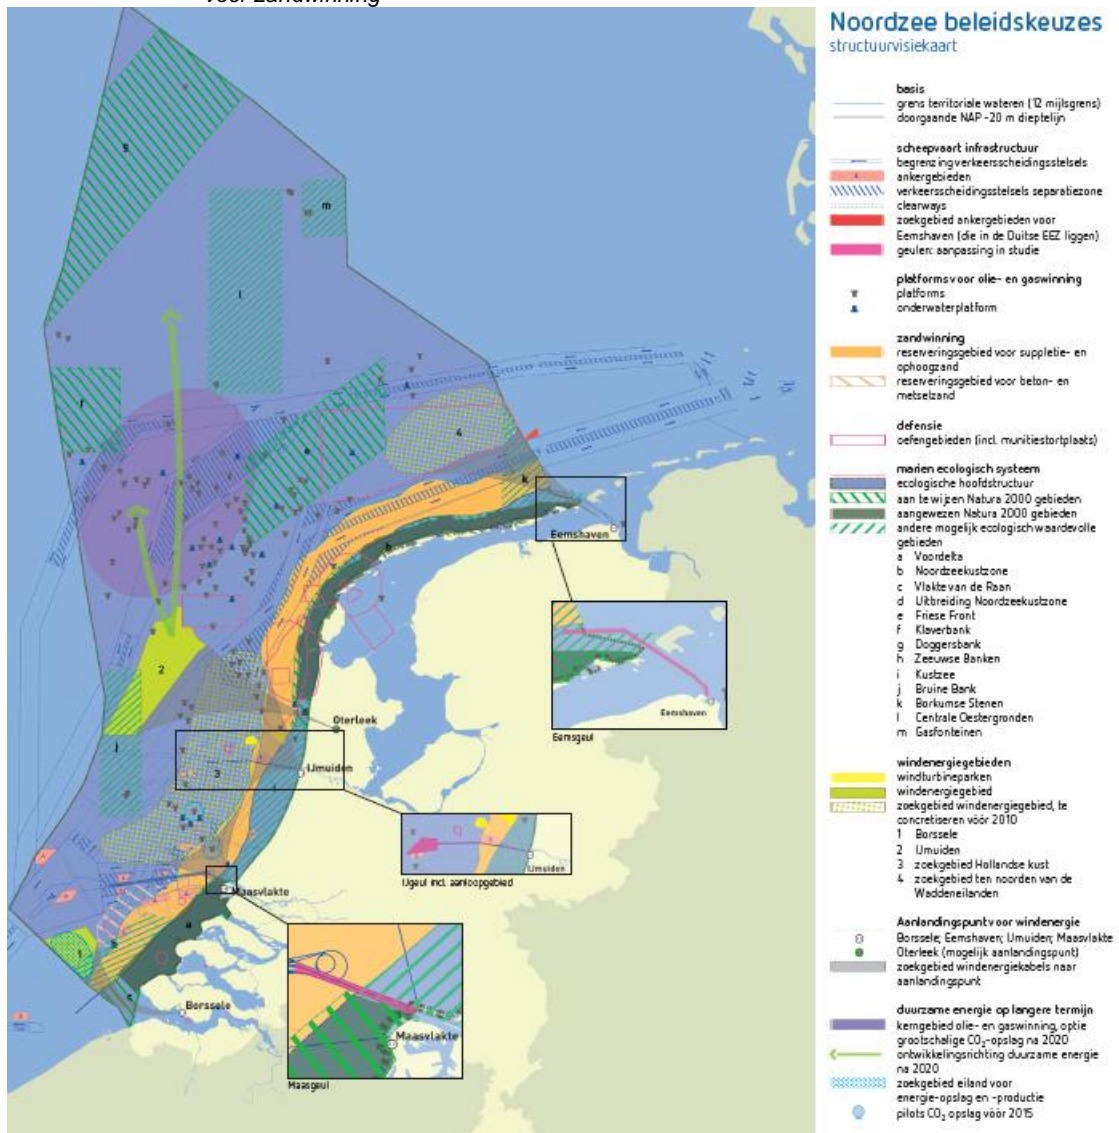 voor zandwinning
Noordzee beleidskeuzes
structuurvisiekaart
basis
grens territoriale wateren (12 mijlsgrens)
doorgaande NAP -20 m dieptelijn
scheepvaart infrastructuur
begrenzing verkeersscheidingsstelsels
ankergebieden
verkeersscheidingsstelsels separatiezone
clearways
zoekgebied ankergebieden voor
Eemshaven (die in de Duitse EEZ liggen)
geulen: aanpassing in studie
platforms voor olie- en gaswinning
platforms
onderwaterplatform
zandwinning
reserveringsgebied voor suppletie- en
ophoogzand
reserveringsgebied voor beton- en
metselzand
defensie
oefengebieden (incl. munitiestortplaats)
marien ecologisch systeem
ecologische hoofdstructuur
aan te wijzen Natura 2000 gebieden
aangewezen Natura 2000 gebieden
andere mogelijk ecologisch waardevolle
gebieden
a Voordelta
b Noordzeekustzone
c Vlakte van de Raan
d Uitbreiding Noordzeekustzone
e Friese Front
f Klaverbank
g Doggersbank
h Zeeuwse Banken
i Kustzee
j Bruine Bank
k Borkumse Stenen
l Centrale Oestergronden
m Gasfonteinen
windenergiegebieden
windturbineparken
windenergiegebied
zoekgebied windenergiegebied, te
concretiseren vóór 2010
1 Borssele
2 IJmuiden
3 zoekgebied Hollandse kust
4 zoekgebied ten noorden van de
Waddeneilanden
Aanlandingspunt voor windenergie
Borssele; Eemshaven; IJmuiden; Maasvlakte
Oterleek (mogelijk aanlandingspunt)
zoekgebied windenergiekabels naar
aanlandingspunt
duurzame energie op langere termijn
kerngebied olie- en gaswinning, optie
grootschalige CO₂-opslag na 2020
ontwikkelingsrichting duurzame energie
na 2020
zoekgebied eiland voor
energie-opslag en -productie
pilots CO₂ opslag vóór 2015
g
m
l
f
e
4
k
b
Eemshaven
2
Oterleek
Eemshaven
Eemsgeul
j
3
IJmuiden
i
IJmuiden
IJgeul incl. aanloopgebied
Maasvlakte
a
h
1
c
Borssele
Maasvlakte
Maasgeul